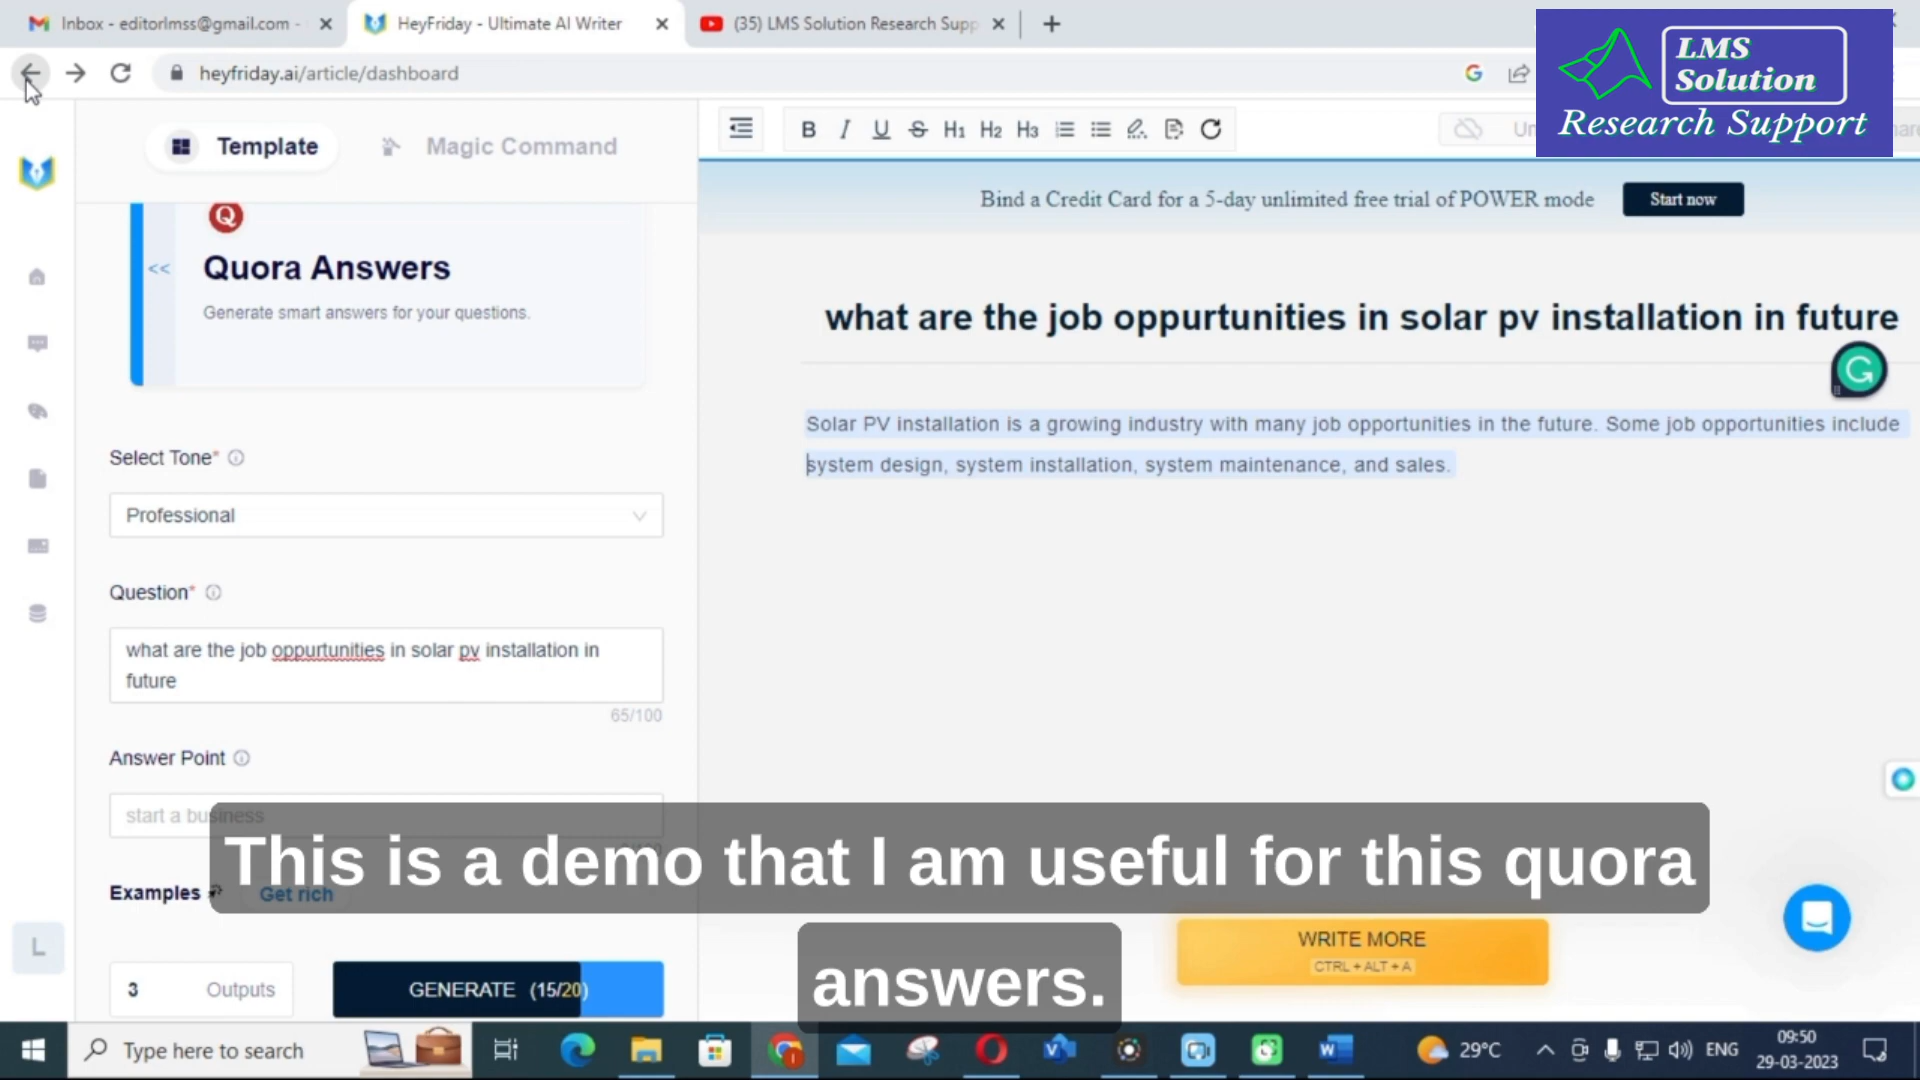 Inbox - editorlmss@gmail.com -
HeyFriday - Ultimate AI Writer
(35) LMS Solution Research Supp
heyfriday.ai/article/dashboard
LMS
Solution
Research Support
Template
Magic Command
Bind a Credit Card for a 5-day unlimited free trial of POWER mode
Start now
B I U S H1 H2 H3
Q
<<
Quora Answers
Generate smart answers for your questions.
what are the job oppurtunities in solar pv installation in future
Solar PV installation is a growing industry with many job opportunities in the future. Some job opportunities include
system design, system installation, system maintenance, and sales.
Select Tone*
Professional
Question*
what are the job oppurtunities in solar pv installation in
future
65/100
Answer Point
start a business
This is a demo that I am useful for this quora
answers.
Examples
Get rich
L
3 Outputs
GENERATE (15/20)
WRITE MORE
CTRL + ALT + A
Type here to search
29°C
ENG
09:50
29-03-2023